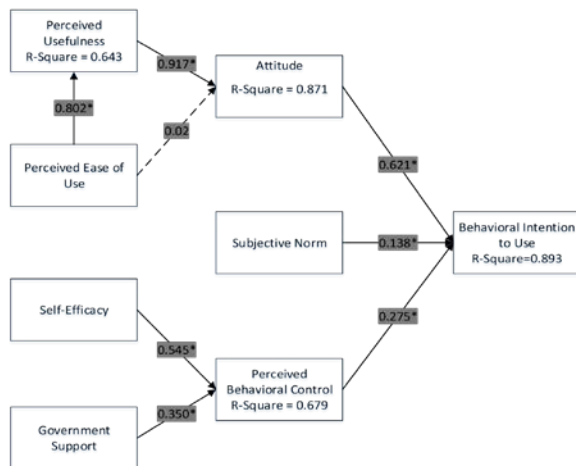 Perceived
Usefulness
R-Square = 0.643
0.917*
Attitude
R-Square = 0.871
0.802*
0.02
Perceived Ease of
Use
0.621*
Subjective Norm
0.138*
Behavioral Intention
to Use
R-Square=0.893
Self-Efficacy
0.275*
0.545*
Perceived
Behavioral Control
R-Square = 0.679
0.350*
Government
Support